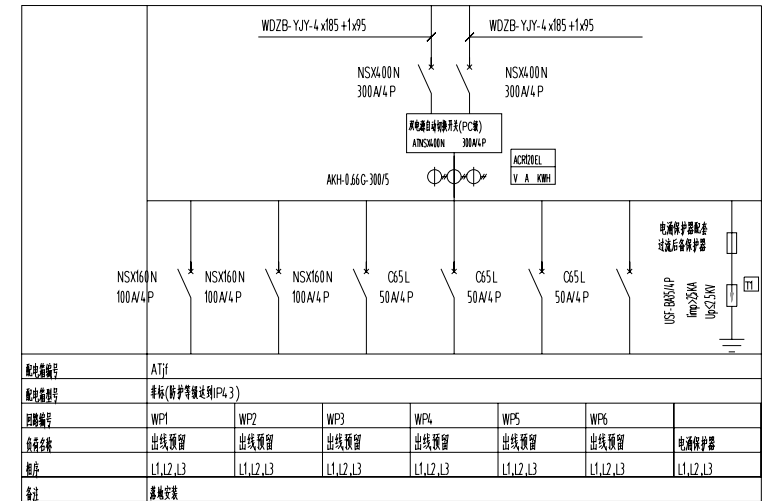 WDZB-YJY-4x185+1x95
WDZB-YJY-4x185+1x95
NSX400N
300A/4P
NSX400N
300A/4P
双电源自动切换开关(PC级)
ATNSX400N 300A/4P
AKH-0.66G-300/5
ACR120EL
V A KWH
电涌保护器配套
过流后备保护器
NSX160N
100A/4P
NSX160N
100A/4P
NSX160N
100A/4P
C65L
50A/4P
C65L
50A/4P
C65L
50A/4P
USF-BA35/4P
Iimp>25KA
Up≤2.5KV
T1
配电箱编号 ATjf
配电箱型号 非标(防护等级达到IP43)
回路编号 WP1 WP2 WP3 WP4 WP5 WP6
负荷名称 出线预留 出线预留 出线预留 出线预留 出线预留 出线预留 电涌保护器
相序 L1,L2,L3 L1,L2,L3 L1,L2,L3 L1,L2,L3 L1,L2,L3 L1,L2,L3 L1,L2,L3
备注 落地安装